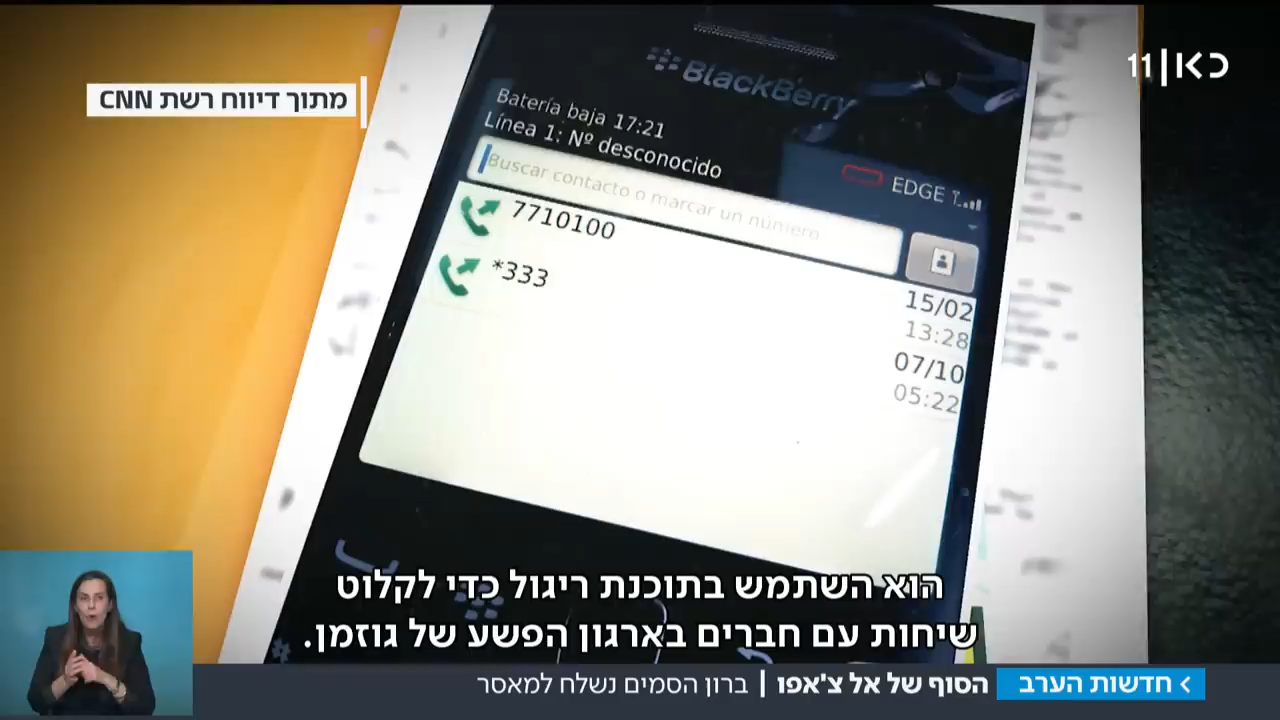 כאן|11
מתוך דיווח רשת CNN
BlackBerry
Batería baja 17:21
Línea 1: Nº desconocido
EDGE
Buscar contacto o marcar un número
7710100
15/02
13:28
*333
07/10
05:22
הוא השתמש בתוכנת ריגול כדי לקלוט
שיחות עם חברים בארגון הפשע של גוזמן.
חדשות הערב > הסוף של אל צ'אפו | ברון הסמים נשלח למאסר